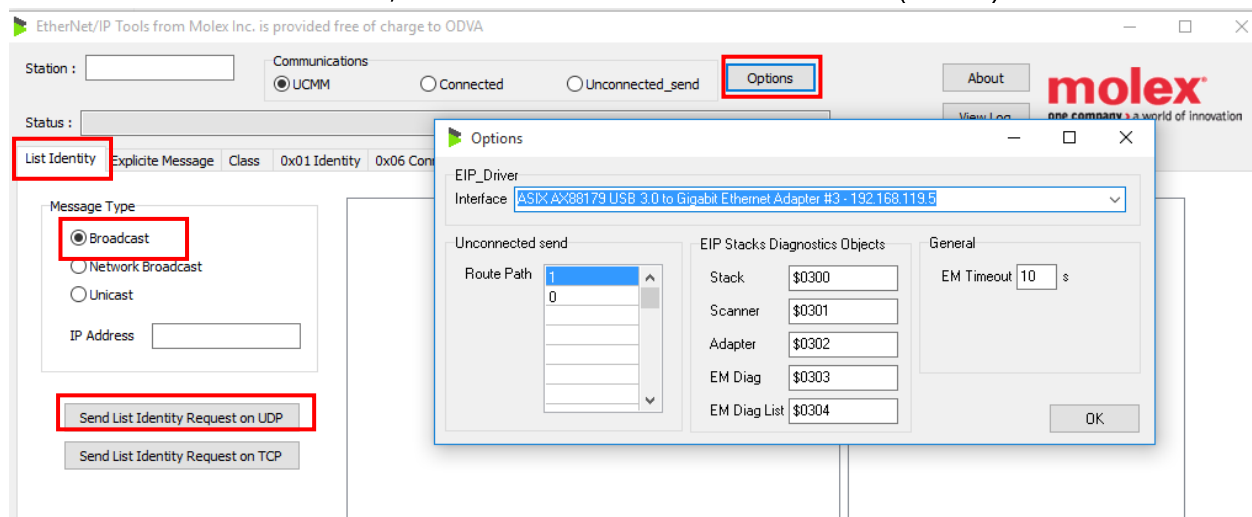 EtherNet/IP Tools from Molex Inc. is provided free of charge to ODVA
Station :
Communications
UCMM Connected Unconnected_send
Options
About
molex
one company > a world of innovation
Status :
List Identity Explicite Message Class 0x01 Identity
Message Type
Broadcast
Network Broadcast
Unicast
IP Address
Send List Identity Request on UDP
Send List Identity Request on TCP
Options
EIP_Driver
Interface ASIX AX88179 USB 3.0 to Gigabit Ethernet Adapter #3 - 192.168.119.5
Unconnected send
Route Path 1
0
EIP Stacks Diagnostics Objects
Stack $0300
Scanner $0301
Adapter $0302
EM Diag $0303
EM Diag List $0304
General
EM Timeout 10 s
OK